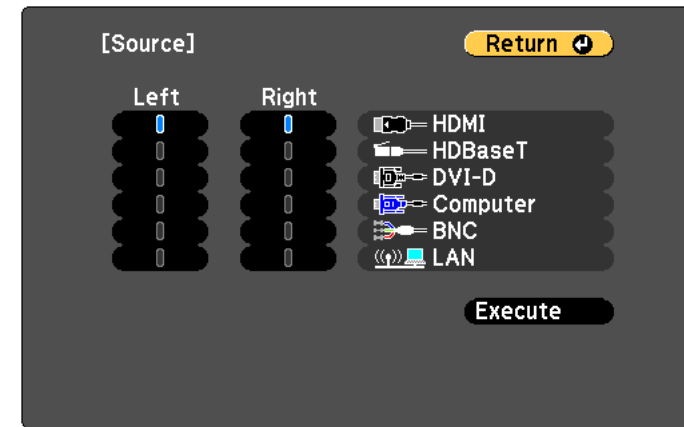 [Source] Return
Left Right
HDMI
HDBaseT
DVI-D
Computer
BNC
LAN
Execute